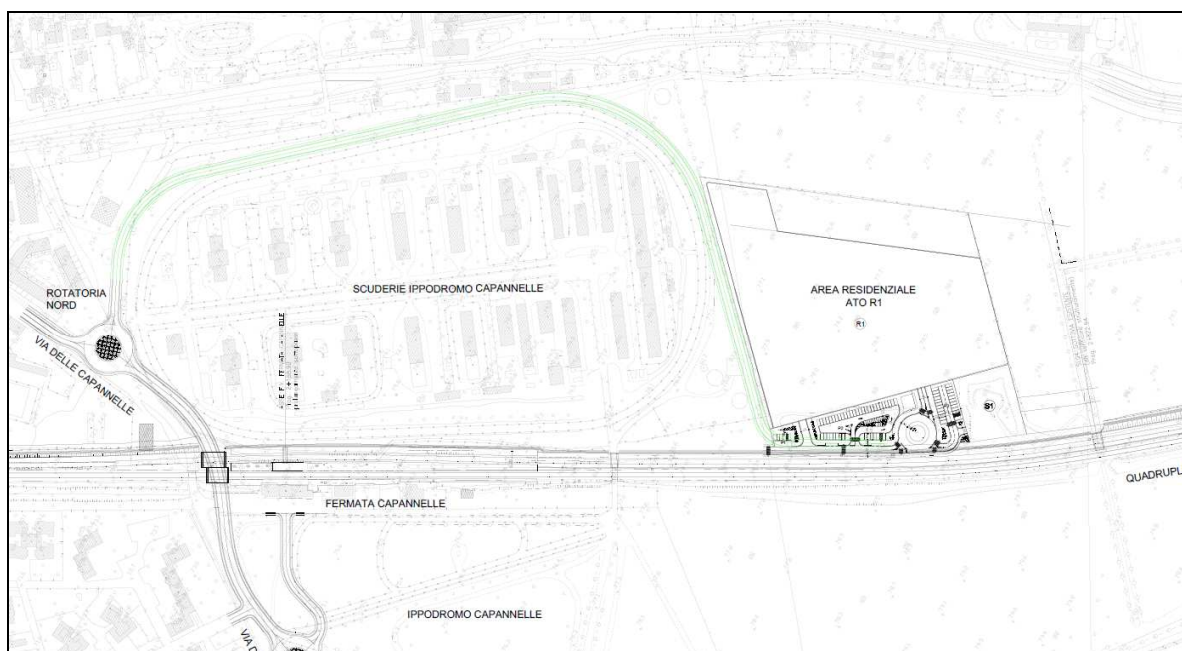 ROTATORIA
NORD
SCUDERIE IPPODROMO CAPANNELLE
AREA RESIDENZIALE
ATO R1
R1
VIA DELLE CAPANNELLE
S1
QUADRUPL
FERMATA CAPANNELLE
IPPODROMO CAPANNELLE
VIA D